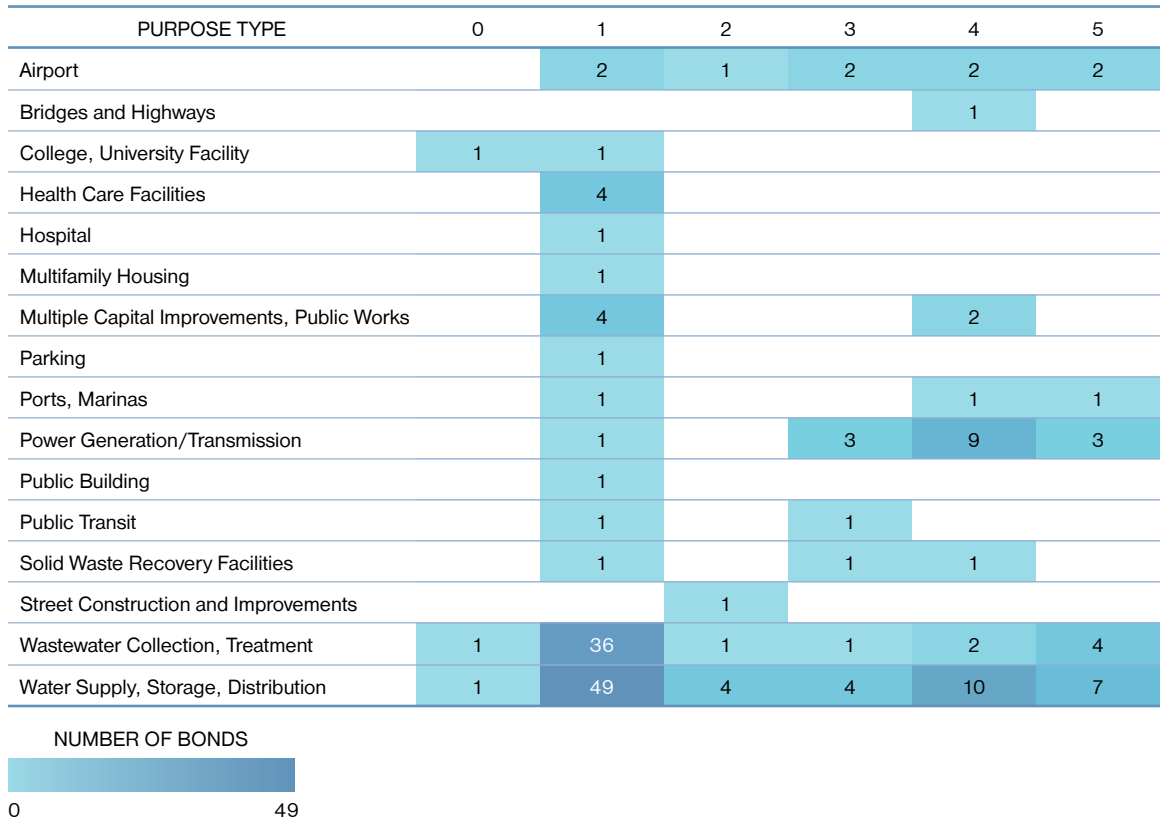 PURPOSE TYPE 0 1 2 3 4 5
Airport 2 1 2 2 2
Bridges and Highways 1
College, University Facility 1 1
Health Care Facilities 4
Hospital 1
Multifamily Housing 1
Multiple Capital Improvements, Public Works 4 2
Parking 1
Ports, Marinas 1 1 1
Power Generation/Transmission 1 3 9 3
Public Building 1
Public Transit 1 1
Solid Waste Recovery Facilities 1 1 1
Street Construction and Improvements 1
Wastewater Collection, Treatment 1 36 1 1 2 4
Water Supply, Storage, Distribution 1 49 4 4 10 7
NUMBER OF BONDS
0 49